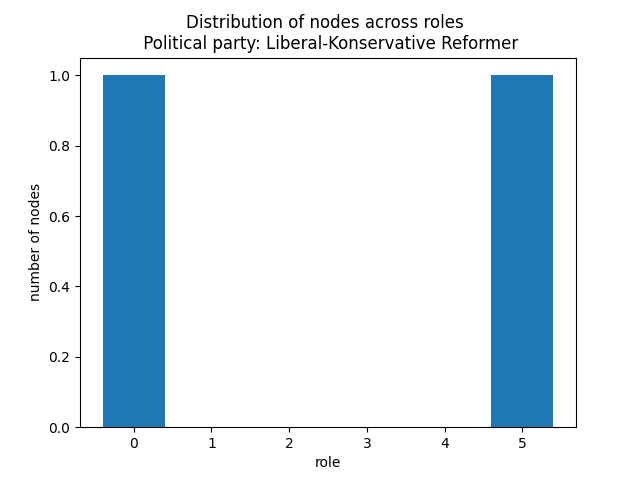 Distribution of nodes across roles
Political party: Liberal-Konservative Reformer
number of nodes
1.0
0.8
0.6
0.4
0.2
0.0
0 1 2 3 4 5
role